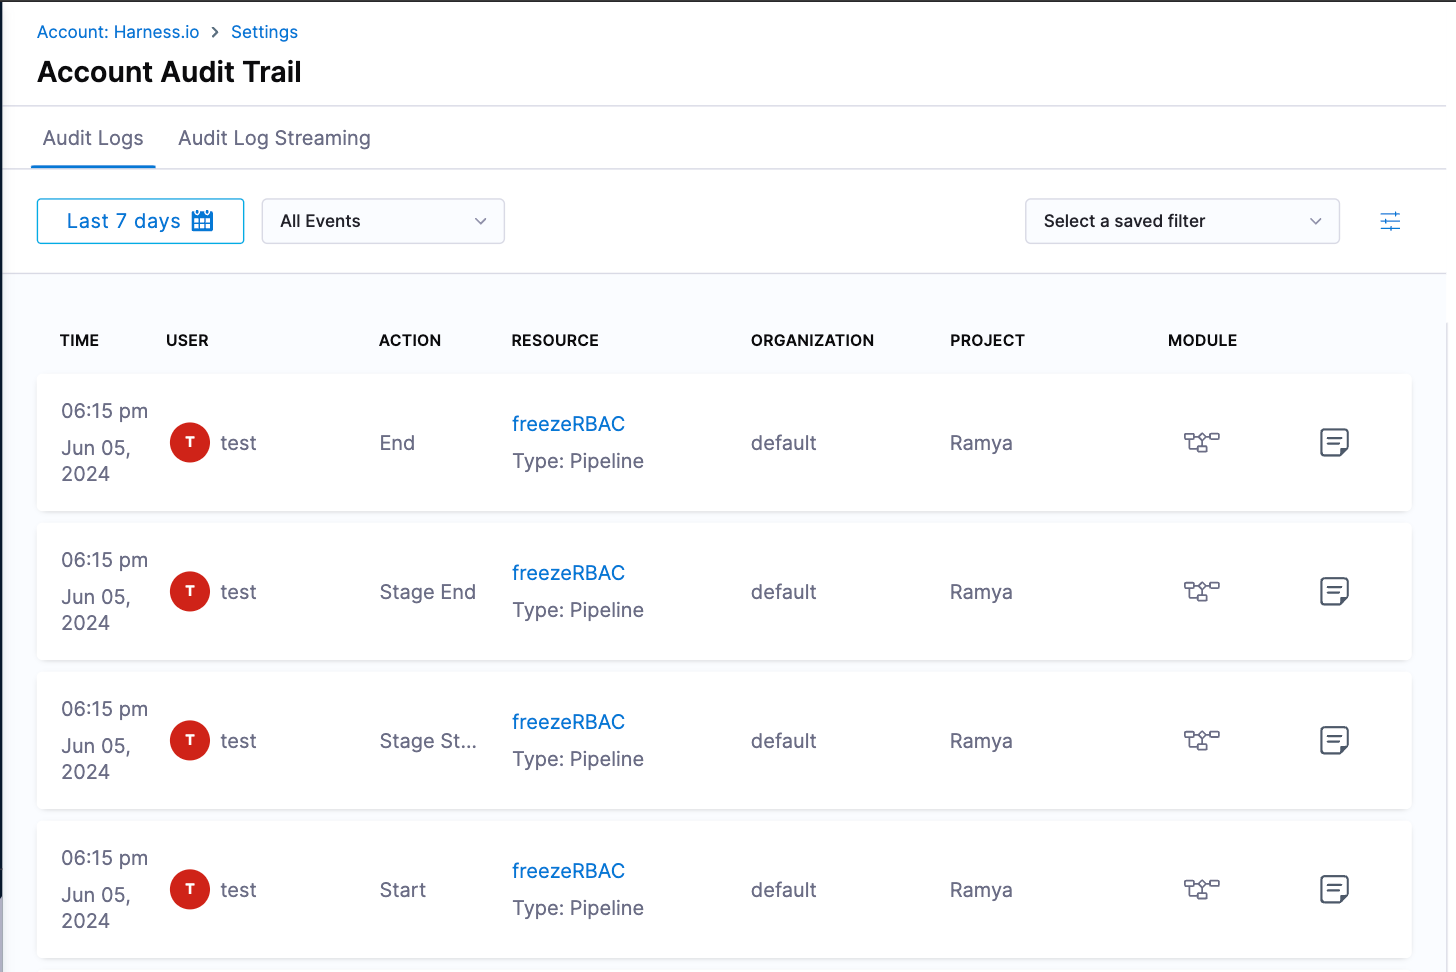 Account: Harness.io > Settings
Account Audit Trail
Audit Logs Audit Log Streaming
Last 7 days All Events Select a saved filter
TIME USER ACTION RESOURCE ORGANIZATION PROJECT MODULE
06:15 pm
Jun 05,
2024
T test End
freezeRBAC
Type: Pipeline
default Ramya
06:15 pm
Jun 05,
2024
T test Stage End
freezeRBAC
Type: Pipeline
default Ramya
06:15 pm
Jun 05,
2024
T test Stage St...
freezeRBAC
Type: Pipeline
default Ramya
06:15 pm
Jun 05,
2024
T test Start
freezeRBAC
Type: Pipeline
default Ramya